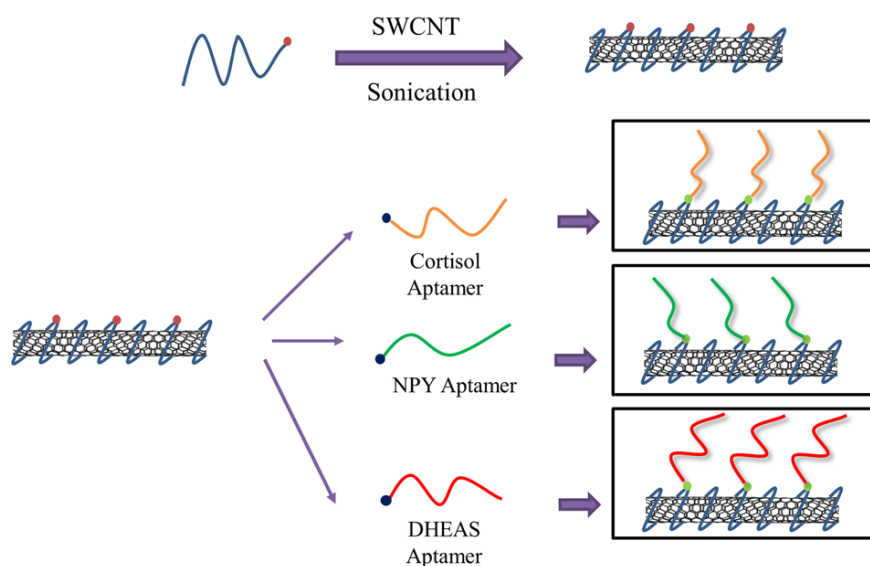 SWCNT
Sonication
Cortisol
Aptamer
NPY Aptamer
DHEAS
Aptamer